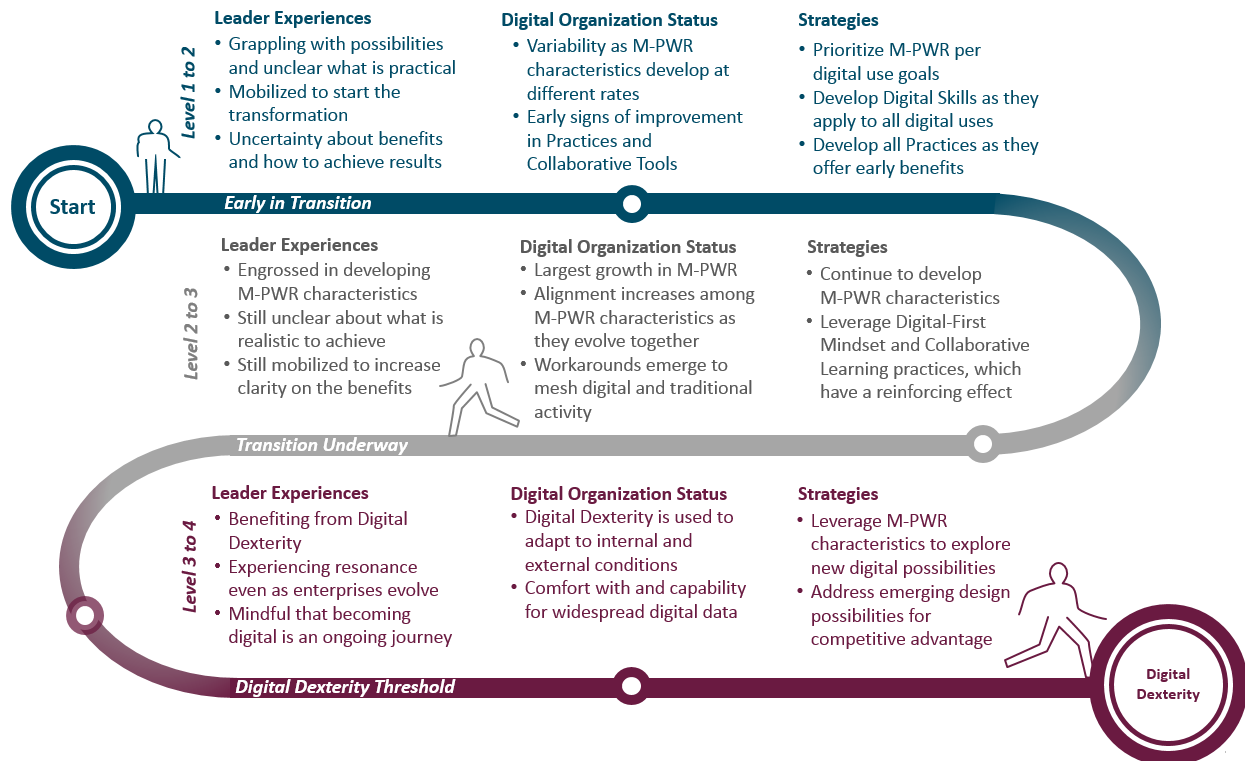 Level 1 to 2
Leader Experiences
• Grappling with possibilities
and unclear what is practical
• Mobilized to start the
transformation
• Uncertainty about benefits
and how to achieve results
Digital Organization Status
• Variability as M-PWR
characteristics develop at
different rates
• Early signs of improvement
in Practices and
Collaborative Tools
Strategies
• Prioritize M-PWR per
digital use goals
• Develop Digital Skills as they
apply to all digital uses
• Develop all Practices as they
offer early benefits
Start
Early in Transition
Level 2 to 3
Leader Experiences
• Engrossed in developing
M-PWR characteristics
• Still unclear about what is
realistic to achieve
• Still mobilized to increase
clarity on the benefits
Digital Organization Status
• Largest growth in M-PWR
• Alignment increases among
M-PWR characteristics as
they evolve together
• Workarounds emerge to
mesh digital and traditional
activity
Strategies
• Continue to develop
M-PWR characteristics
• Leverage Digital-First
Mindset and Collaborative
Learning practices, which
have a reinforcing effect
Transition Underway
Level 3 to 4
Leader Experiences
• Benefiting from Digital
Dexterity
• Experiencing resonance
even as enterprises evolve
• Mindful that becoming
digital is an ongoing journey
Digital Organization Status
• Digital Dexterity is used to
adapt to internal and
external conditions
• Comfort with and capability
for widespread digital data
Strategies
• Leverage M-PWR
characteristics to explore
new digital possibilities
• Address emerging design
possibilities for
competitive advantage
Digital Dexterity Threshold
Digital
Dexterity